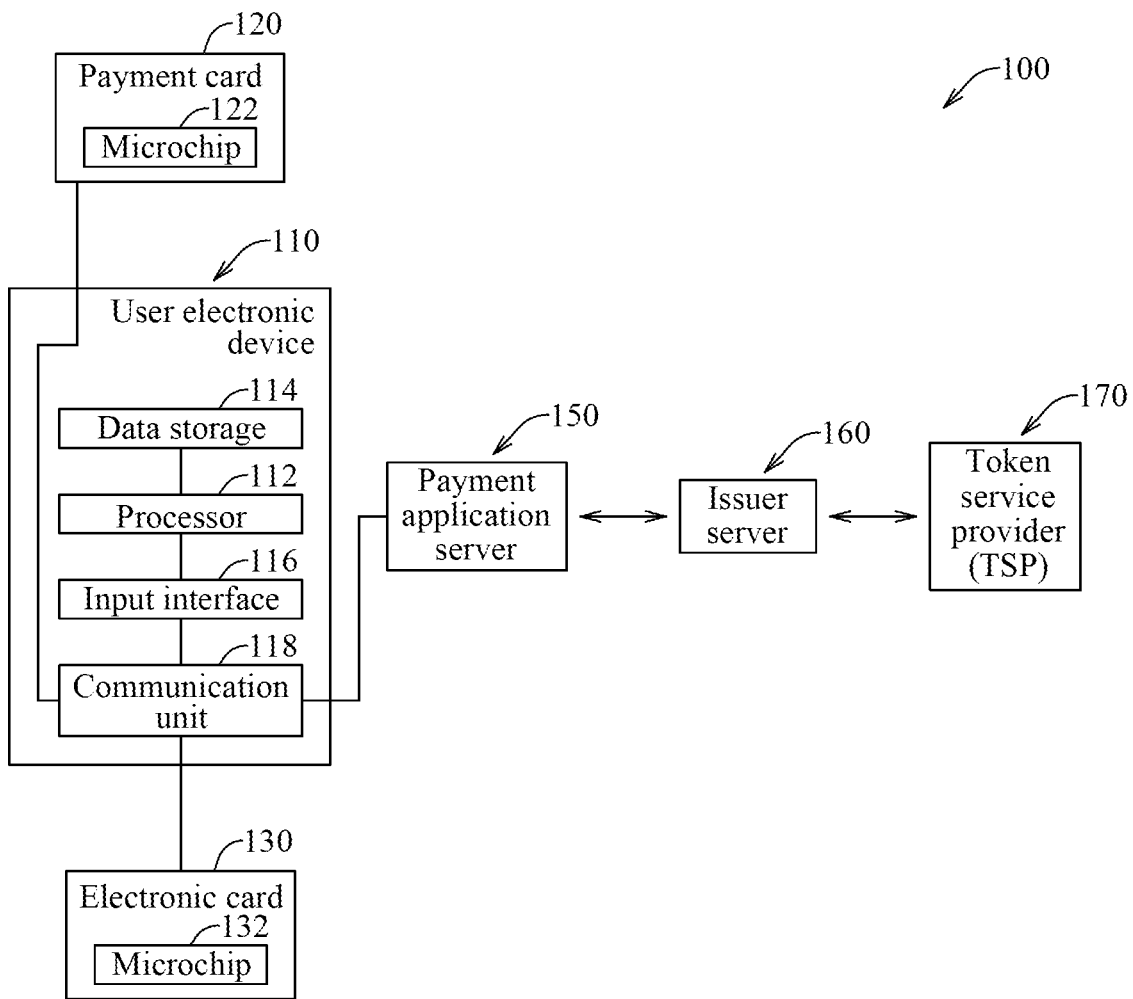 120
Payment card
122
Microchip
100
110
User electronic
device
114
Data storage
112
Processor
116
Input interface
118
Communication
unit
150
Payment
application
server
160
Issuer
server
170
Token
service
provider
(TSP)
130
Electronic card
132
Microchip